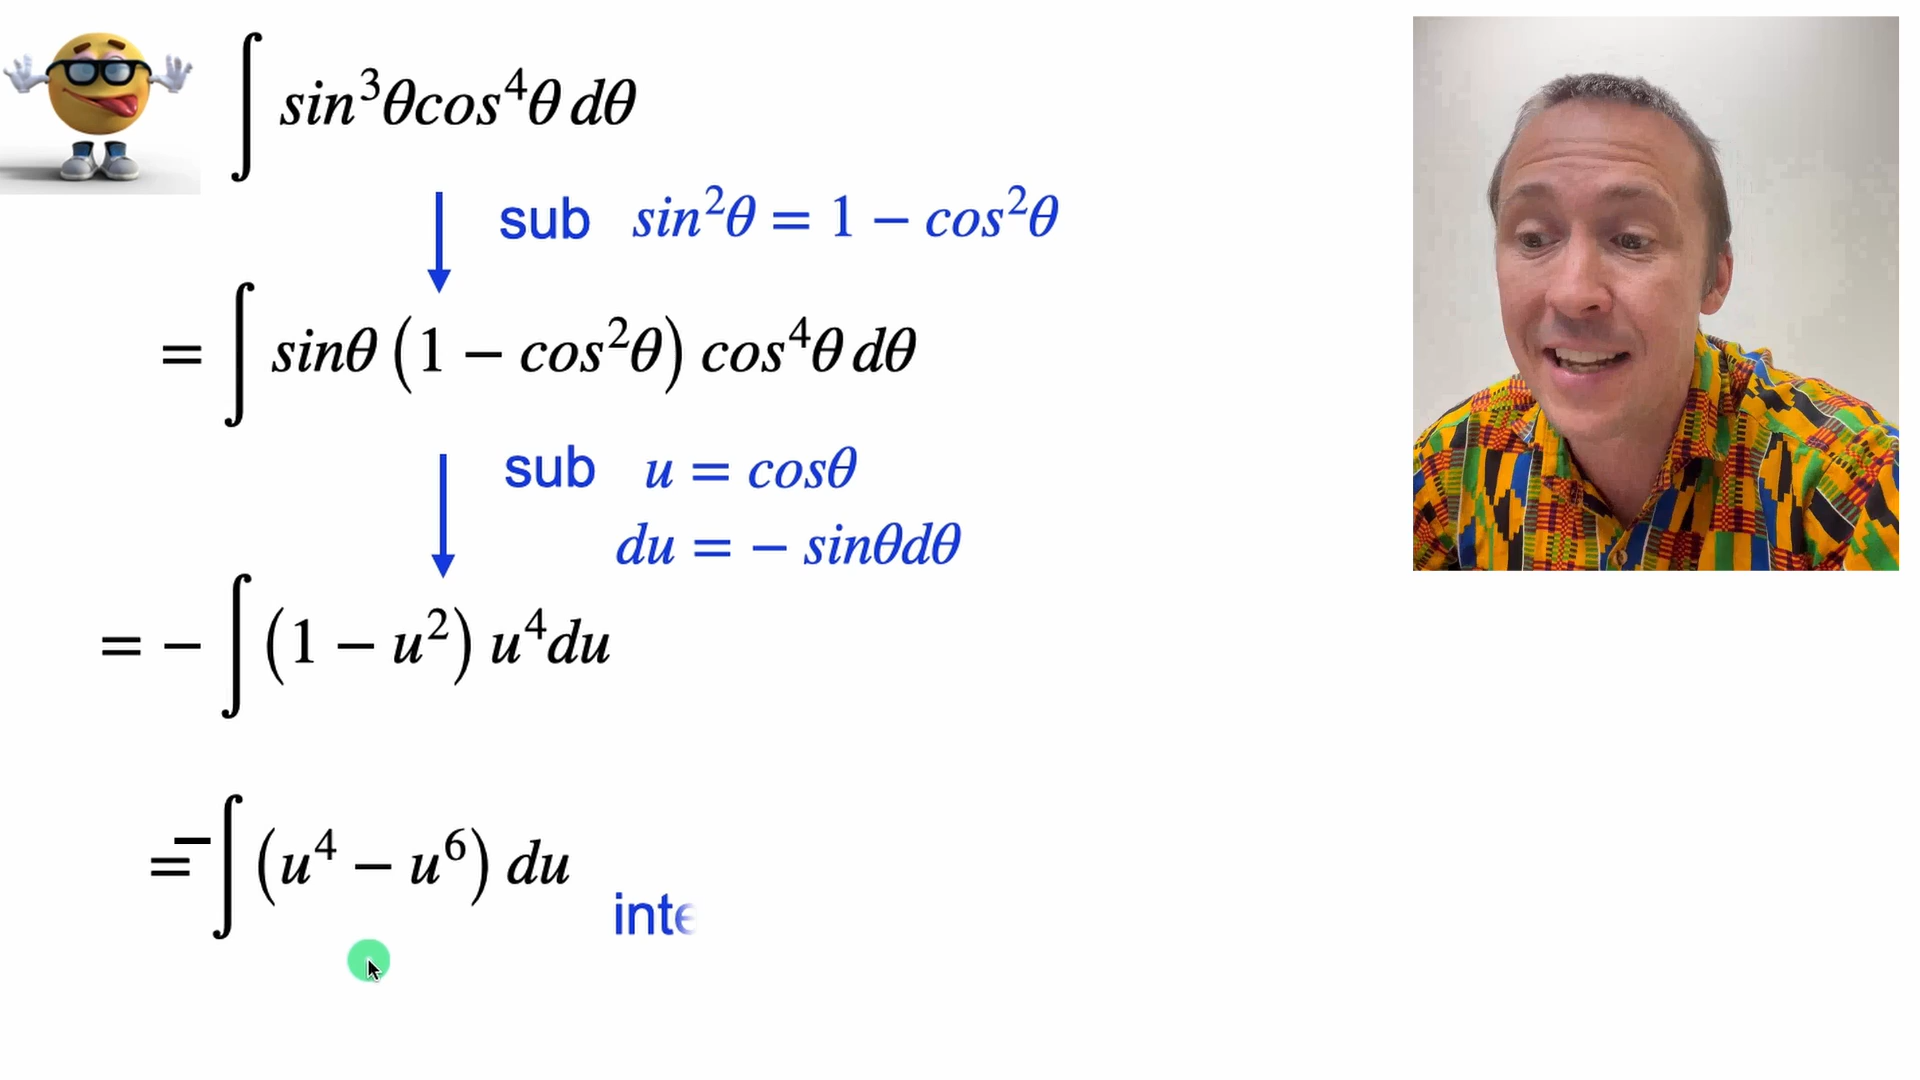 ∫ sin³θcos⁴θ dθ
sub sin²θ = 1 − cos²θ
= ∫ sinθ (1 − cos²θ) cos⁴θ dθ
sub u = cosθ
du = − sinθdθ
= − ∫ (1 − u²) u⁴du
= − ∫ (u⁴ − u⁶) du